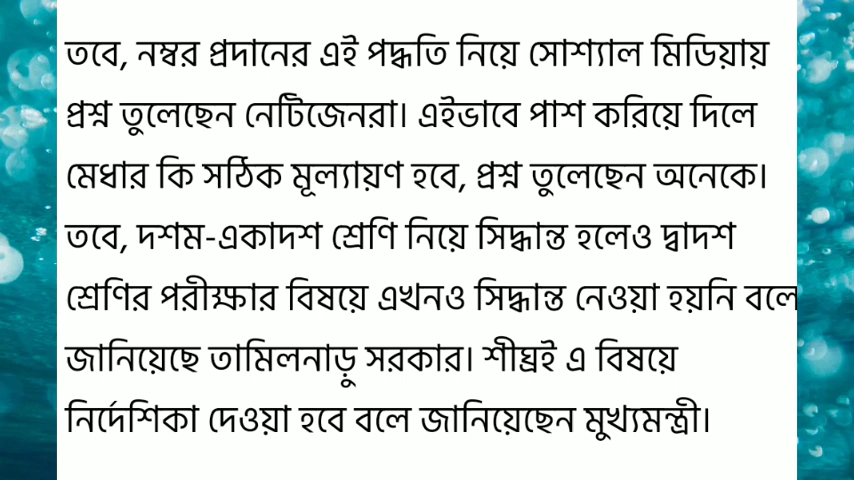 তবে, নম্বর প্রদানের এই পদ্ধতি নিয়ে সোশ্যাল মিডিয়ায়
প্রশ্ন তুলেছেন নেটিজেনরা। এইভাবে পাশ করিয়ে দিলে
মেধার কি সঠিক মূল্যায়ণ হবে, প্রশ্ন তুলেছেন অনেকে।
তবে, দশম-একাদশ শ্রেণি নিয়ে সিদ্ধান্ত হলেও দ্বাদশ
শ্রেণির পরীক্ষার বিষয়ে এখনও সিদ্ধান্ত নেওয়া হয়নি বলে
জানিয়েছে তামিলনাড়ু সরকার। শীঘ্রই এ বিষয়ে
নির্দেশিকা দেওয়া হবে বলে জানিয়েছেন মুখ্যমন্ত্রী।